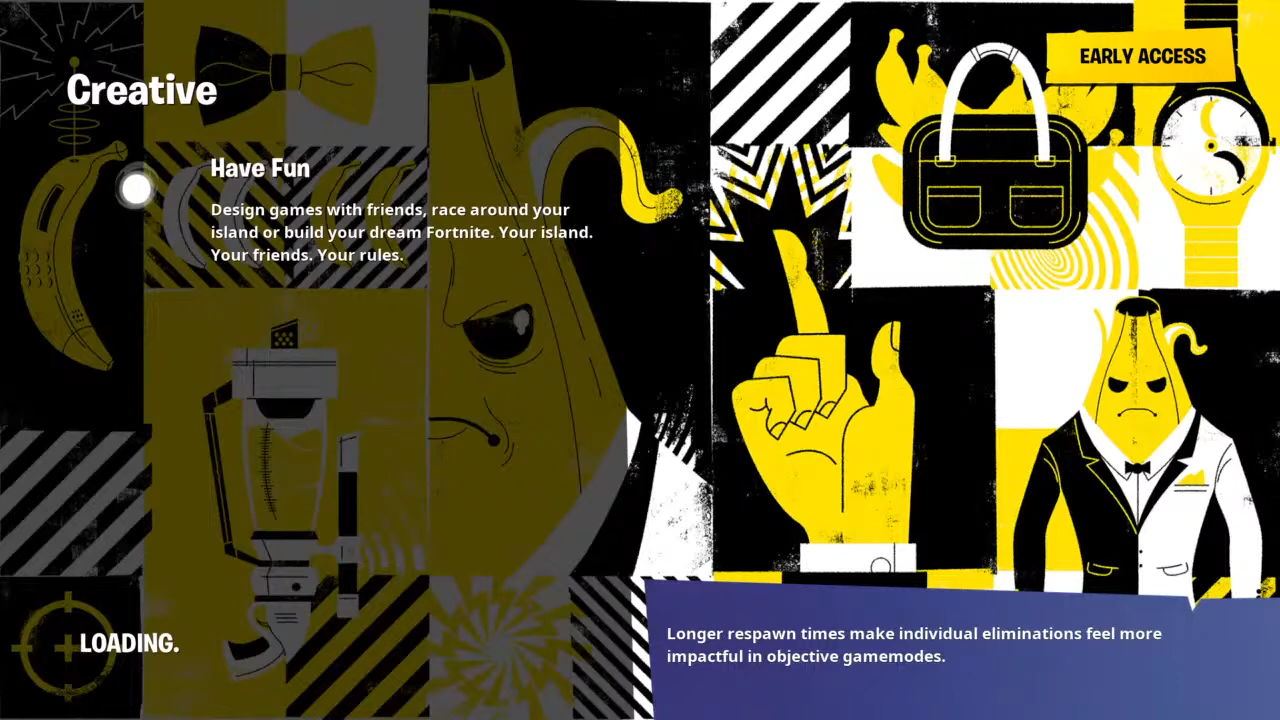 Creative
EARLY ACCESS
Have Fun
Design games with friends, race around your
island or build your dream Fortnite. Your island.
Your friends. Your rules.
LOADING.
Longer respawn times make individual eliminations feel more
impactful in objective gamemodes.